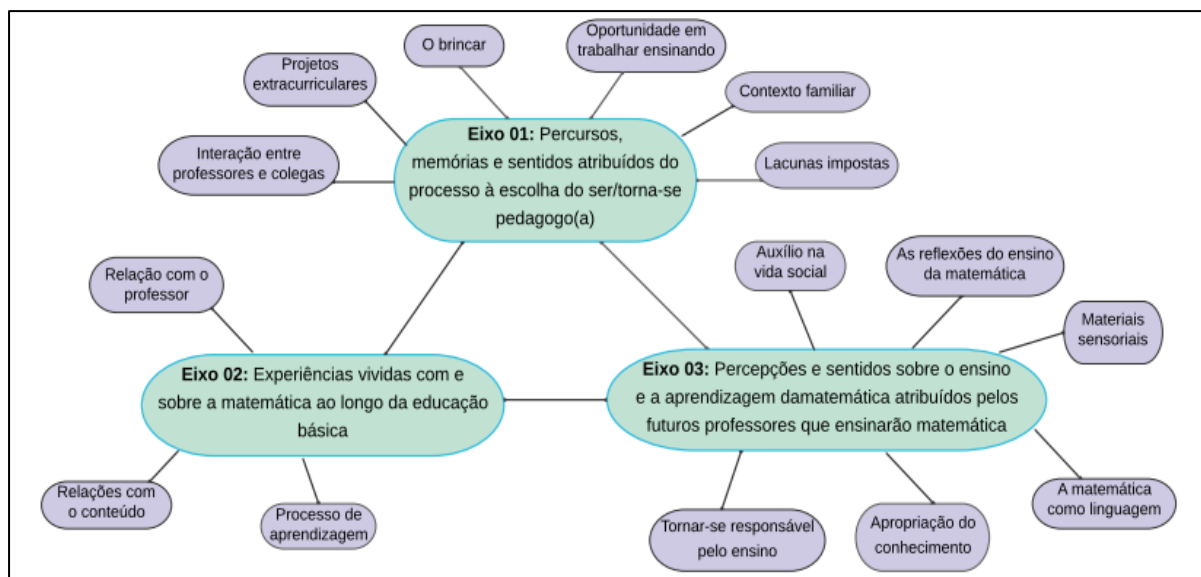 O brincar
Oportunidade em
trabalhar ensinando
Projetos
extracurriculares
Contexto familiar
Interação entre
professores e colegas
Eixo 01: Percursos,
memórias e sentidos atribuídos do
processo à escolha do ser/torna-se
pedagogo(a)
Lacunas impostas
Relação com o
professor
Auxílio na
vida social
As reflexões do ensino
da matemática
Materiais
sensoriais
Eixo 02: Experiências vividas com e
sobre a matemática ao longo da educação
básica
Eixo 03: Percepções e sentidos sobre o ensino
e a aprendizagem damatemática atribuídos pelos
futuros professores que ensinarão matemática
Relações com
o conteúdo
Processo de
aprendizagem
Tornar-se responsável
pelo ensino
Apropriação do
conhecimento
A matemática
como linguagem